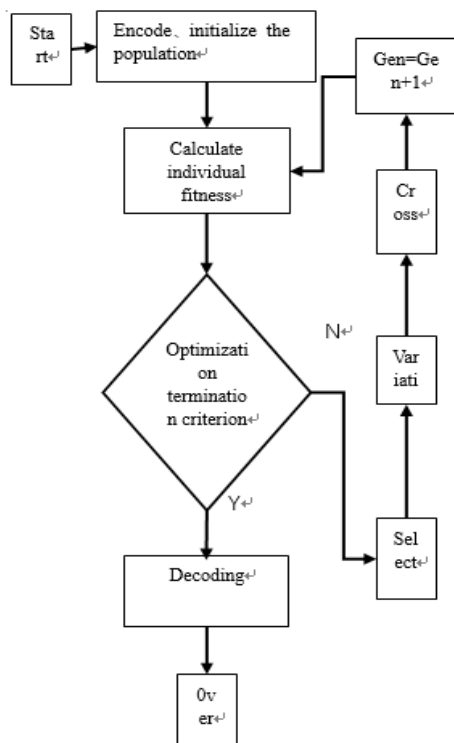 Sta
rt↵
Encode、initialize the
population↵
Gen=Ge
n+1↵
Calculate
individual
fitness↵
Cr
oss↵
N↵
Optimizati
on
terminatio
n criterion↵
Var
iati
Y↵
Sel
ect↵
Decoding↵
0v
er↵